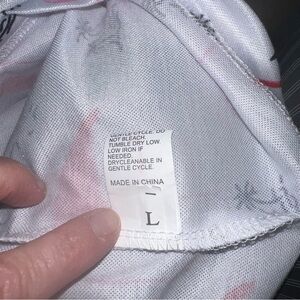 GENTLE CYCLE. DO
NOT BLEACH.
TUMBLE DRY LOW
LOW IRON IF
NEEDED.
DRYCLEANABLE IN
GENTLE CYCLE.
MADE IN CHINA
L